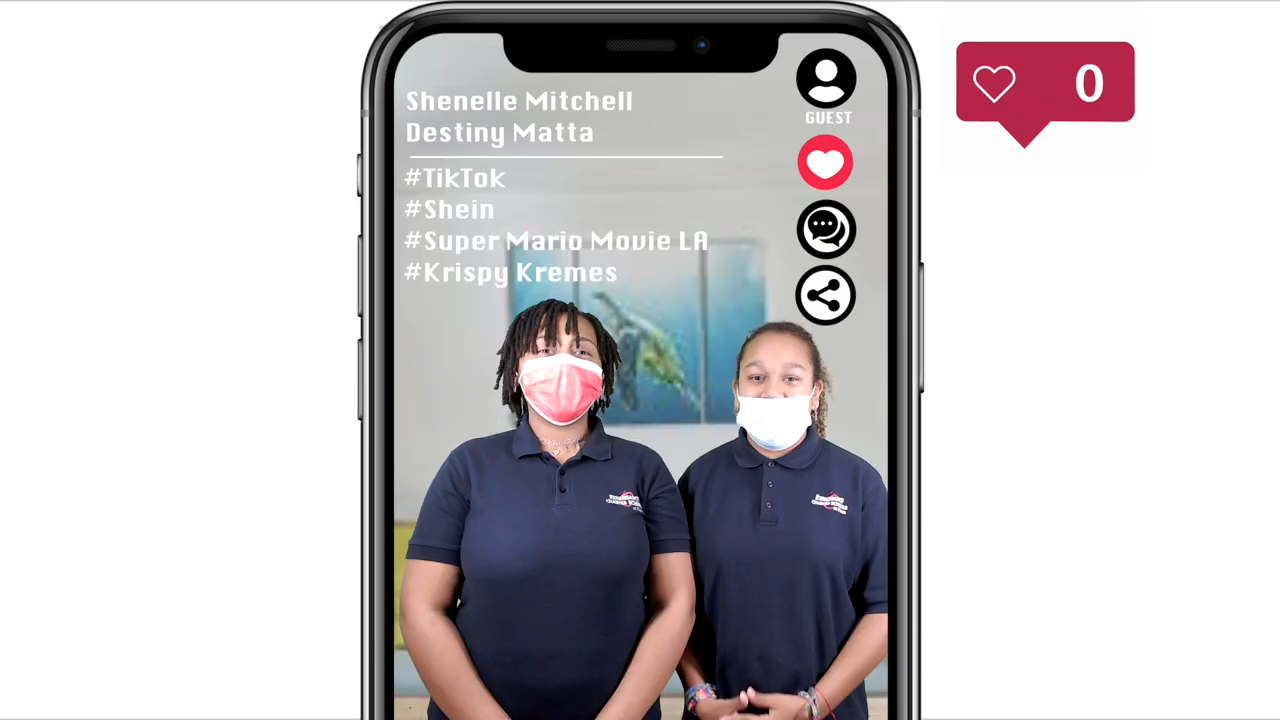 Shenelle Mitchell
Destiny Matta
#TikTok
#Shein
#Super Mario Movie LA
#Krispy Kremes
GUEST
0